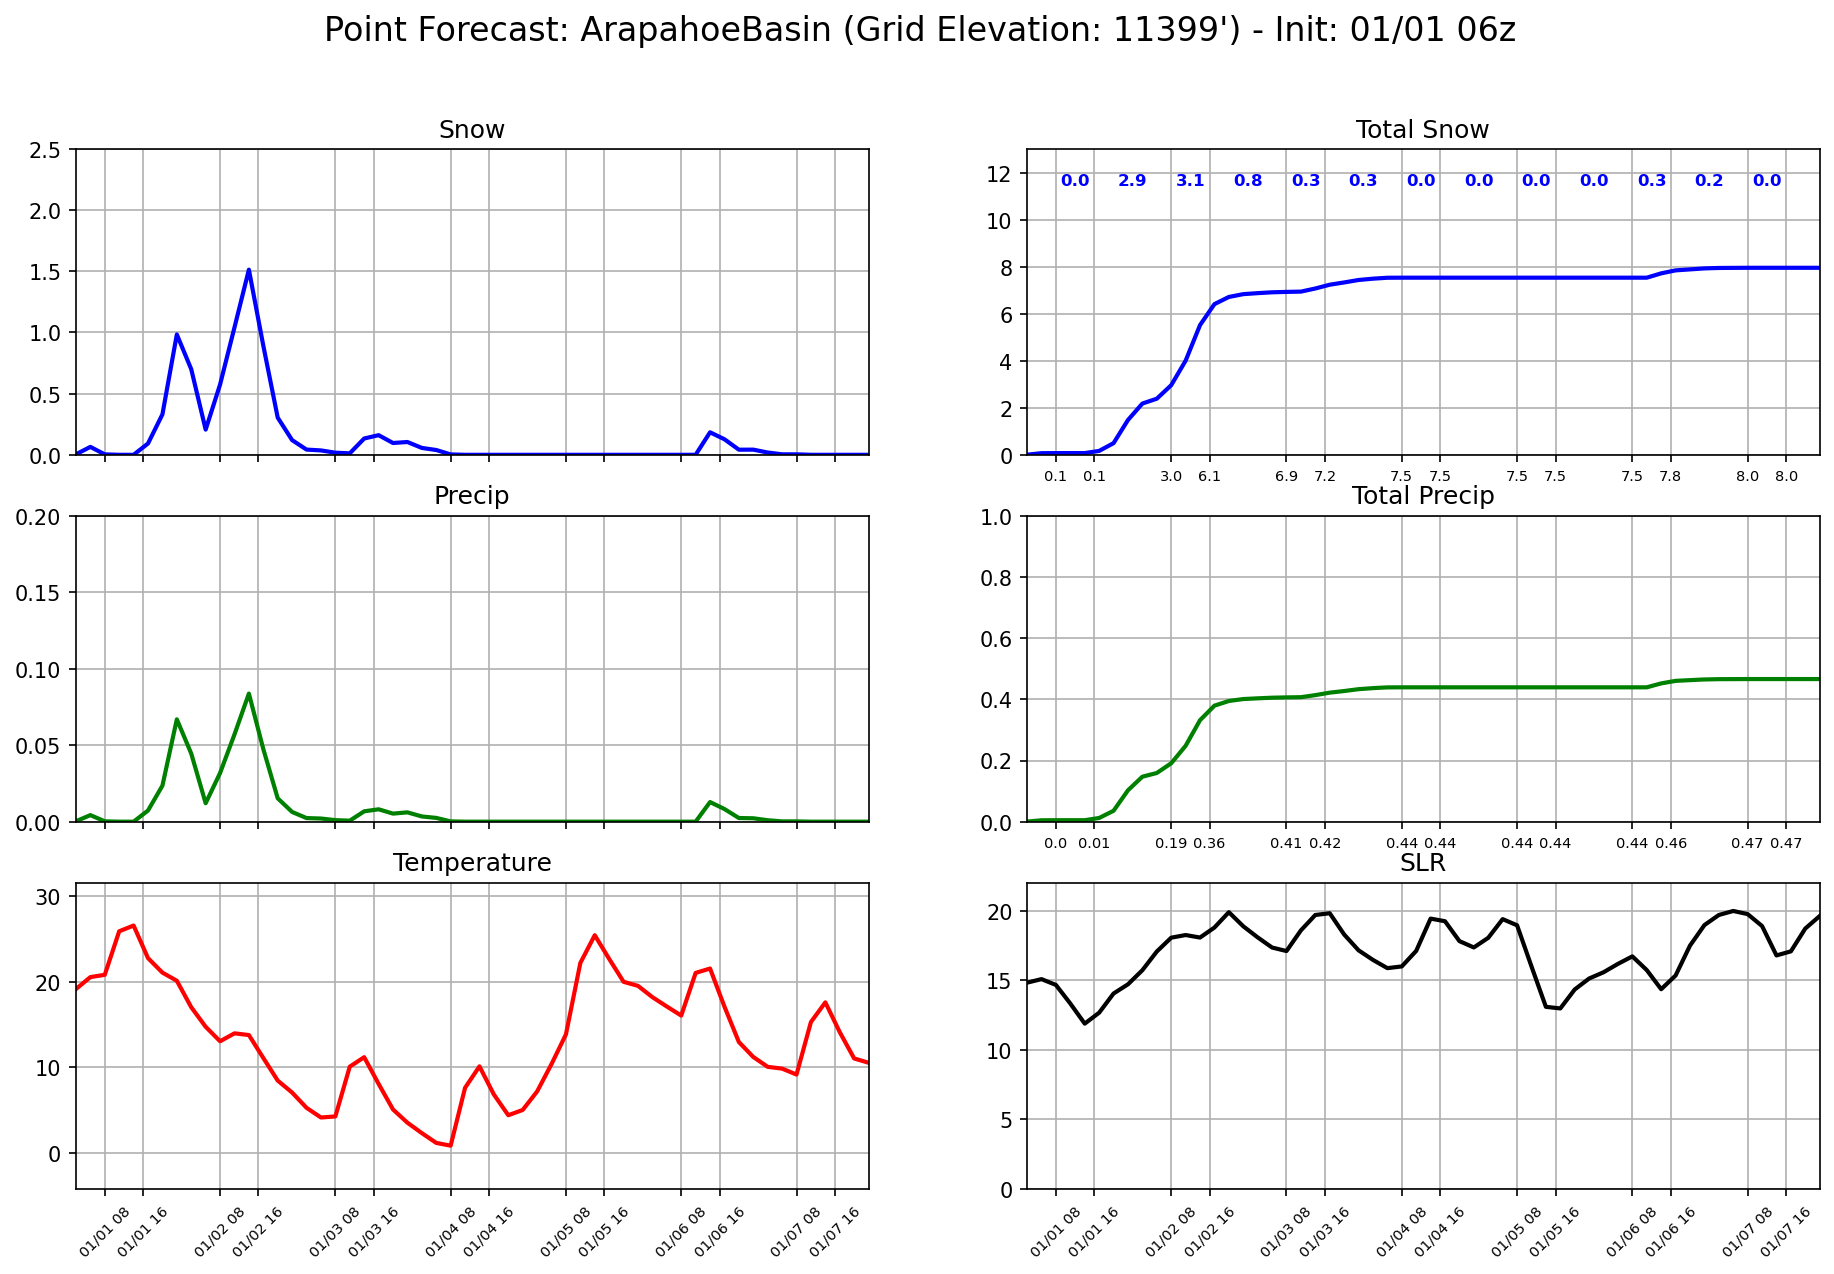 Point Forecast: ArapahoeBasin (Grid Elevation: 11399') - Init: 01/01 06z
Snow
2.5
2.0
1.5
1.0
0.5
0.0
Total Snow
12
10
8
6
4
2
0
0.0 2.9 3.1 0.8 0.3 0.3 0.0 0.0 0.0 0.0 0.3 0.2 0.0
0.1 0.1 3.0 6.1 6.9 7.2 7.5 7.5 7.5 7.5 7.5 7.8 8.0 8.0
Precip
0.20
0.15
0.10
0.05
0.00
Total Precip
1.0
0.8
0.6
0.4
0.2
0.0
0.0 0.01 0.19 0.36 0.41 0.42 0.44 0.44 0.44 0.44 0.44 0.46 0.47 0.47
Temperature
30
20
10
0
01/01 08 01/01 16 01/02 08 01/02 16 01/03 08 01/03 16 01/04 08 01/04 16 01/05 08 01/05 16 01/06 08 01/06 16 01/07 08 01/07 16
SLR
20
15
10
5
0
01/01 08 01/01 16 01/02 08 01/02 16 01/03 08 01/03 16 01/04 08 01/04 16 01/05 08 01/05 16 01/06 08 01/06 16 01/07 08 01/07 16